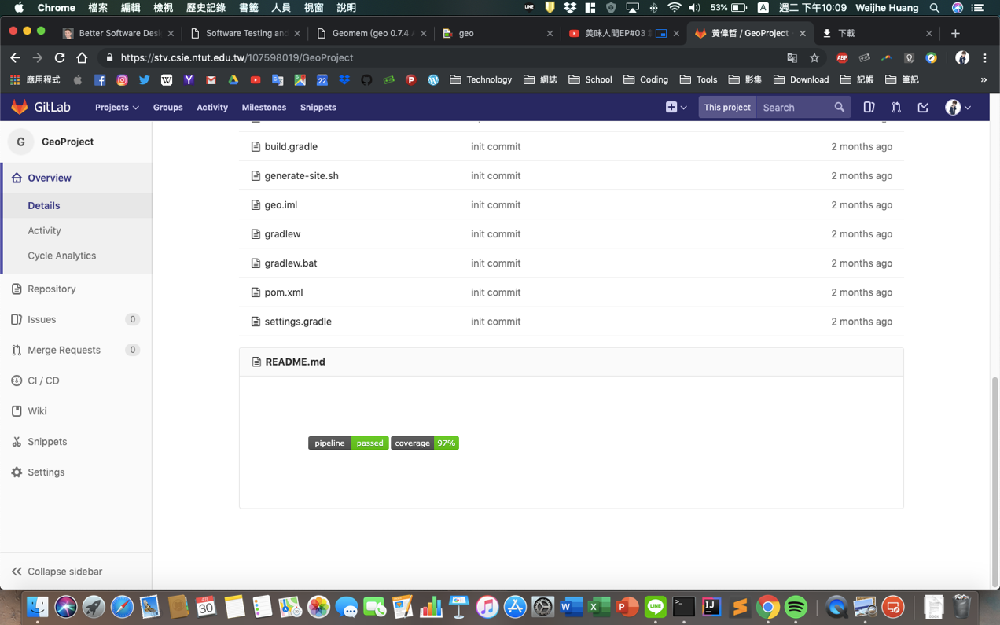 Chrome 檔案 編輯 檢視 歷史記錄 書籤 人員 視窗 說明 LINE 53% A 週二 下午10:09 Weijhe Huang
Better Software Desi Software Testing and Geomem (geo 0.7.4 geo 美味人間EP#03 黃偉哲 / GeoProject 下載
https://stv.csie.ntut.edu.tw/107598019/GeoProject ABP
應用程式 22 Technology 網誌 School Coding Tools 影集 Download 記帳 筆記 »
GitLab Projects Groups Activity Milestones Snippets This project Search
G GeoProject
Overview
Details
Activity
Cycle Analytics
Repository
Issues 0
Merge Requests 0
CI / CD
Wiki
Snippets
Settings
Collapse sidebar
build.gradle init commit 2 months ago
generate-site.sh init commit 2 months ago
geo.iml init commit 2 months ago
gradlew init commit 2 months ago
gradlew.bat init commit 2 months ago
pom.xml init commit 2 months ago
settings.gradle init commit 2 months ago
README.md
pipeline passed coverage 97%
30 W X P LINE IJ